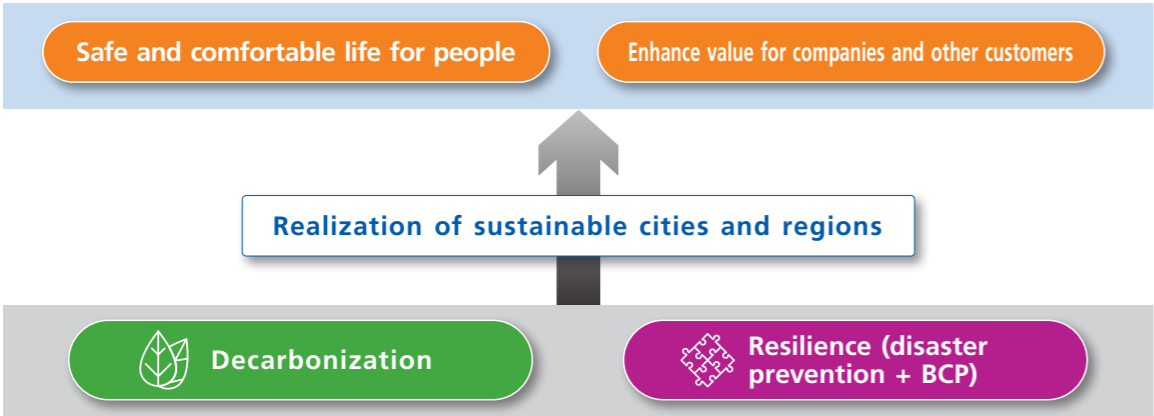 Safe and comfortable life for people
Enhance value for companies and other customers
Realization of sustainable cities and regions
Decarbonization
Resilience (disaster
prevention + BCP)